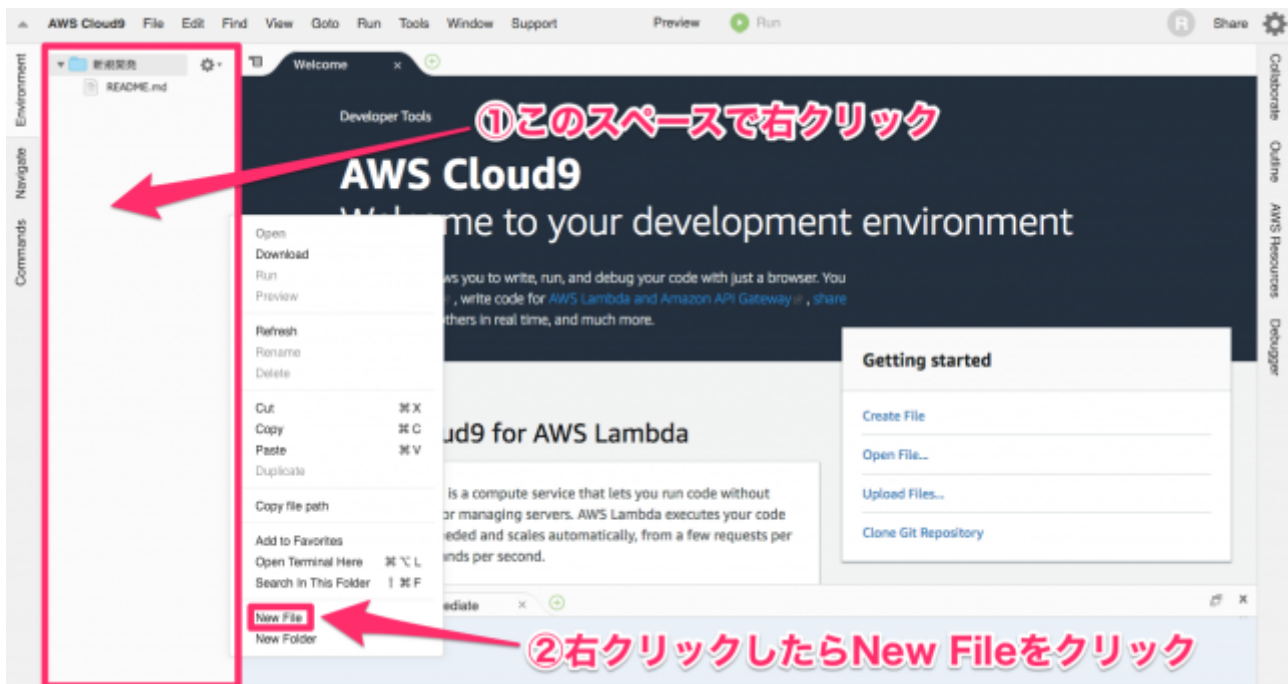 AWS Cloud9 File Edit Find View Goto Run Tools Window Support Preview Run R Share
Environment
Navigate
Commands
新規開発
README.md
Welcome ×
①このスペースで右クリック
Developer Tools
AWS Cloud9
me to your development environment
ws you to write, run, and debug your code with just a browser. You
, write code for AWS Lambda and Amazon API Gateway , share
thers in real time, and much more.
Open
Download
Run
Preview
Refresh
Rename
Delete
Cut ⌘ X
Copy ⌘ C
Paste ⌘ V
Duplicate
Copy file path
Add to Favorites
Open Terminal Here ⌘ ⌥ L
Search In This Folder ⇧ ⌘ F
New File
New Folder
ud9 for AWS Lambda
is a compute service that lets you run code without
or managing servers. AWS Lambda executes your code
eded and scales automatically, from a few requests per
nds per second.
Getting started
Create File
Open File...
Upload Files...
Clone Git Repository
ediate ×
②右クリックしたらNew Fileをクリック
Collaborate
Outline
AWS Resources
Debugger